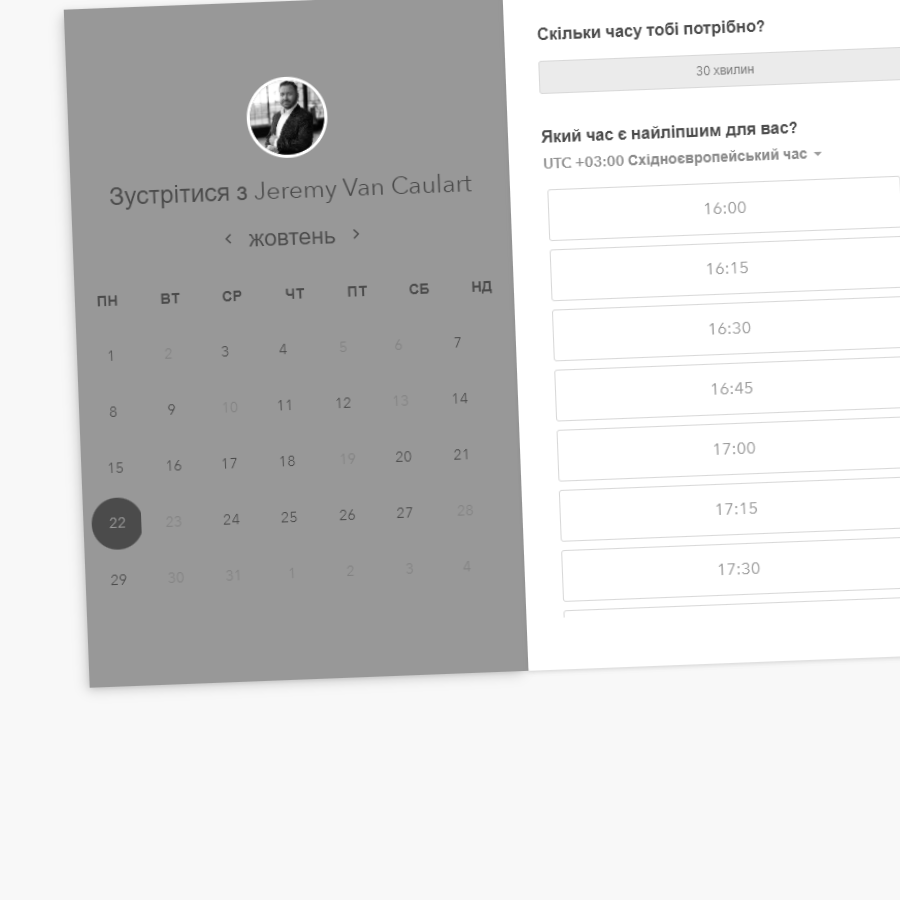 Зустрітися з Jeremy Van Caulart
< жовтень >
ПН ВТ СР ЧТ ПТ СБ НД
1 2 3 4 5 6 7
8 9 10 11 12 13 14
15 16 17 18 19 20 21
22 23 24 25 26 27 28
29 30 31 1 2 3 4
Скільки часу тобі потрібно?
30 хвилин
Який час є найліпшим для вас?
UTC +03:00 Східноєвропейський час
16:00
16:15
16:30
16:45
17:00
17:15
17:30